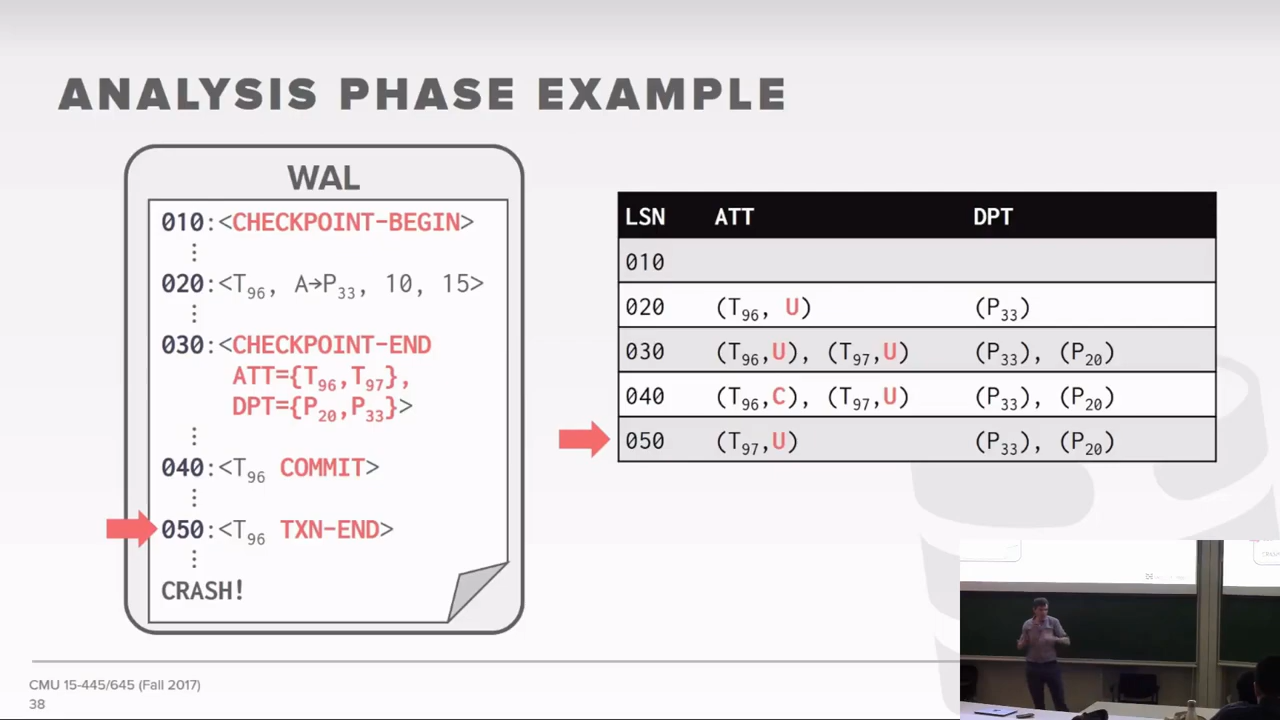 ANALYSIS PHASE EXAMPLE
WAL
010:<CHECKPOINT-BEGIN>
⋮
020:<T96, A→P33, 10, 15>
⋮
030:<CHECKPOINT-END
ATT={T96,T97},
DPT={P20,P33}>
⋮
040:<T96 COMMIT>
⋮
050:<T96 TXN-END>
⋮
CRASH!
LSN ATT DPT
010
020 (T96, U) (P33)
030 (T96,U), (T97,U) (P33), (P20)
040 (T96,C), (T97,U) (P33), (P20)
050 (T97,U) (P33), (P20)
CMU 15-445/645 (Fall 2017)
38